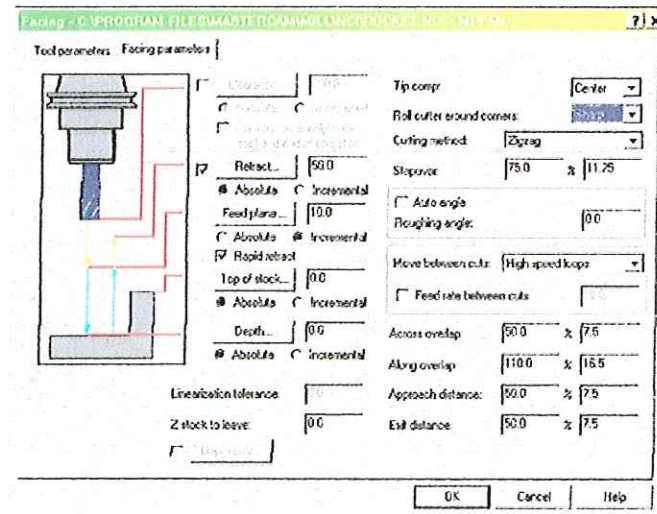 Facing - C:\PROGRAM FILES\MASTERCAM\MILL\NC\
Tool parameters Facing parameters
Retract... 50.0
Absolute Incremental
Feed plane... 10.0
Absolute Incremental
Rapid retract
Top of stock... 0.0
Absolute Incremental
Depth... 0.0
Absolute Incremental
Linearization tolerance:
Z stock to leave: 0.0
Tip comp: Center
Roll cutter around corners:
Cutting method: Zigzag
Stepover: 75.0 % 11.25
Auto angle
Roughing angle: 0.0
Move between cuts: High speed loops
Feed rate between cuts
Across overlap 50.0 % 7.5
Along overlap 110.0 % 16.5
Approach distance: 50.0 % 7.5
Exit distance: 50.0 % 7.5
OK Cancel Help